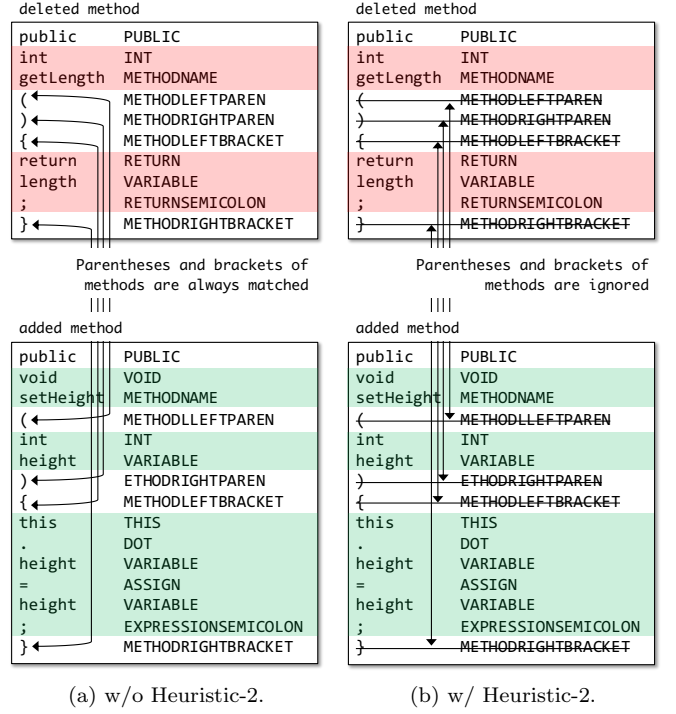 deleted method
public PUBLIC
int INT
getLength METHODNAME
( METHODLEFTPAREN
) METHODRIGHTPAREN
{ METHODLEFTBRACKET
return RETURN
length VARIABLE
; RETURNSEMICOLON
} METHODRIGHTBRACKET
Parentheses and brackets of
methods are always matched
added method
public PUBLIC
void VOID
setHeight METHODNAME
( METHODLLEFTPAREN
int INT
height VARIABLE
) ETHODRIGHTPAREN
{ METHODLEFTBRACKET
this THIS
. DOT
height VARIABLE
= ASSIGN
height VARIABLE
; EXPRESSIONSEMICOLON
} METHODRIGHTBRACKET
(a) w/o Heuristic-2.
deleted method
public PUBLIC
int INT
getLength METHODNAME
( METHODLEFTPAREN
) METHODRIGHTPAREN
{ METHODLEFTBRACKET
return RETURN
length VARIABLE
; RETURNSEMICOLON
} METHODRIGHTBRACKET
Parentheses and brackets of
methods are ignored
added method
public PUBLIC
void VOID
setHeight METHODNAME
( METHODLLEFTPAREN
int INT
height VARIABLE
) ETHODRIGHTPAREN
{ METHODLEFTBRACKET
this THIS
. DOT
height VARIABLE
= ASSIGN
height VARIABLE
; EXPRESSIONSEMICOLON
} METHODRIGHTBRACKET
(b) w/ Heuristic-2.